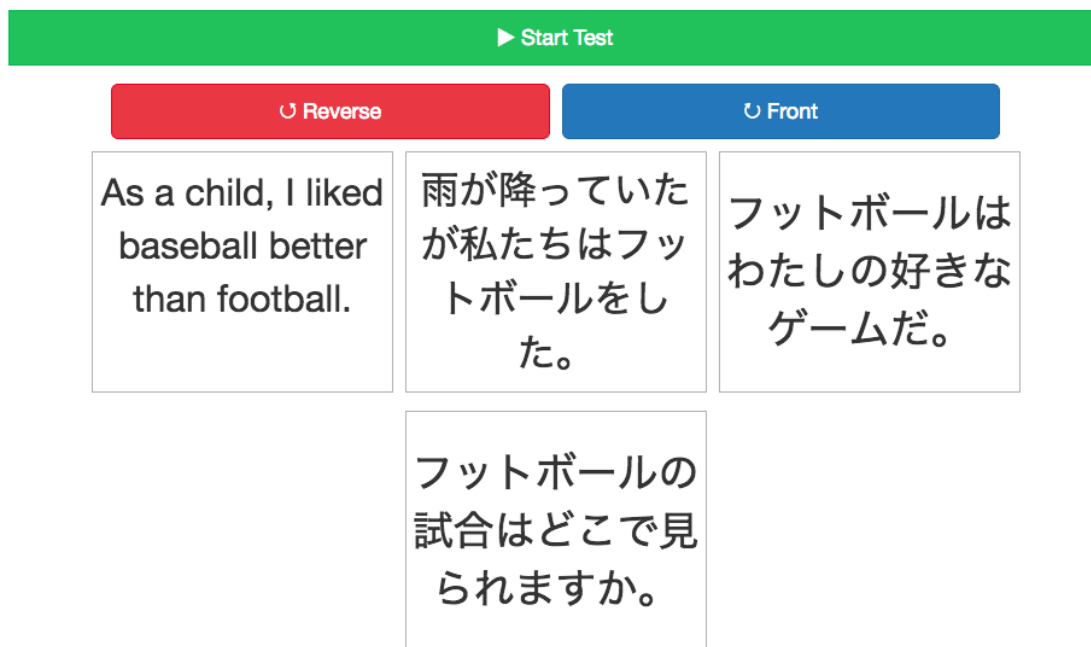 ▶ Start Test
↺ Reverse
↻ Front
As a child, I liked
baseball better
than football.
雨が降っていた
が私たちはフッ
トボールをし
た。
フットボールは
わたしの好きな
ゲームだ。
フットボールの
試合はどこで見
られますか。